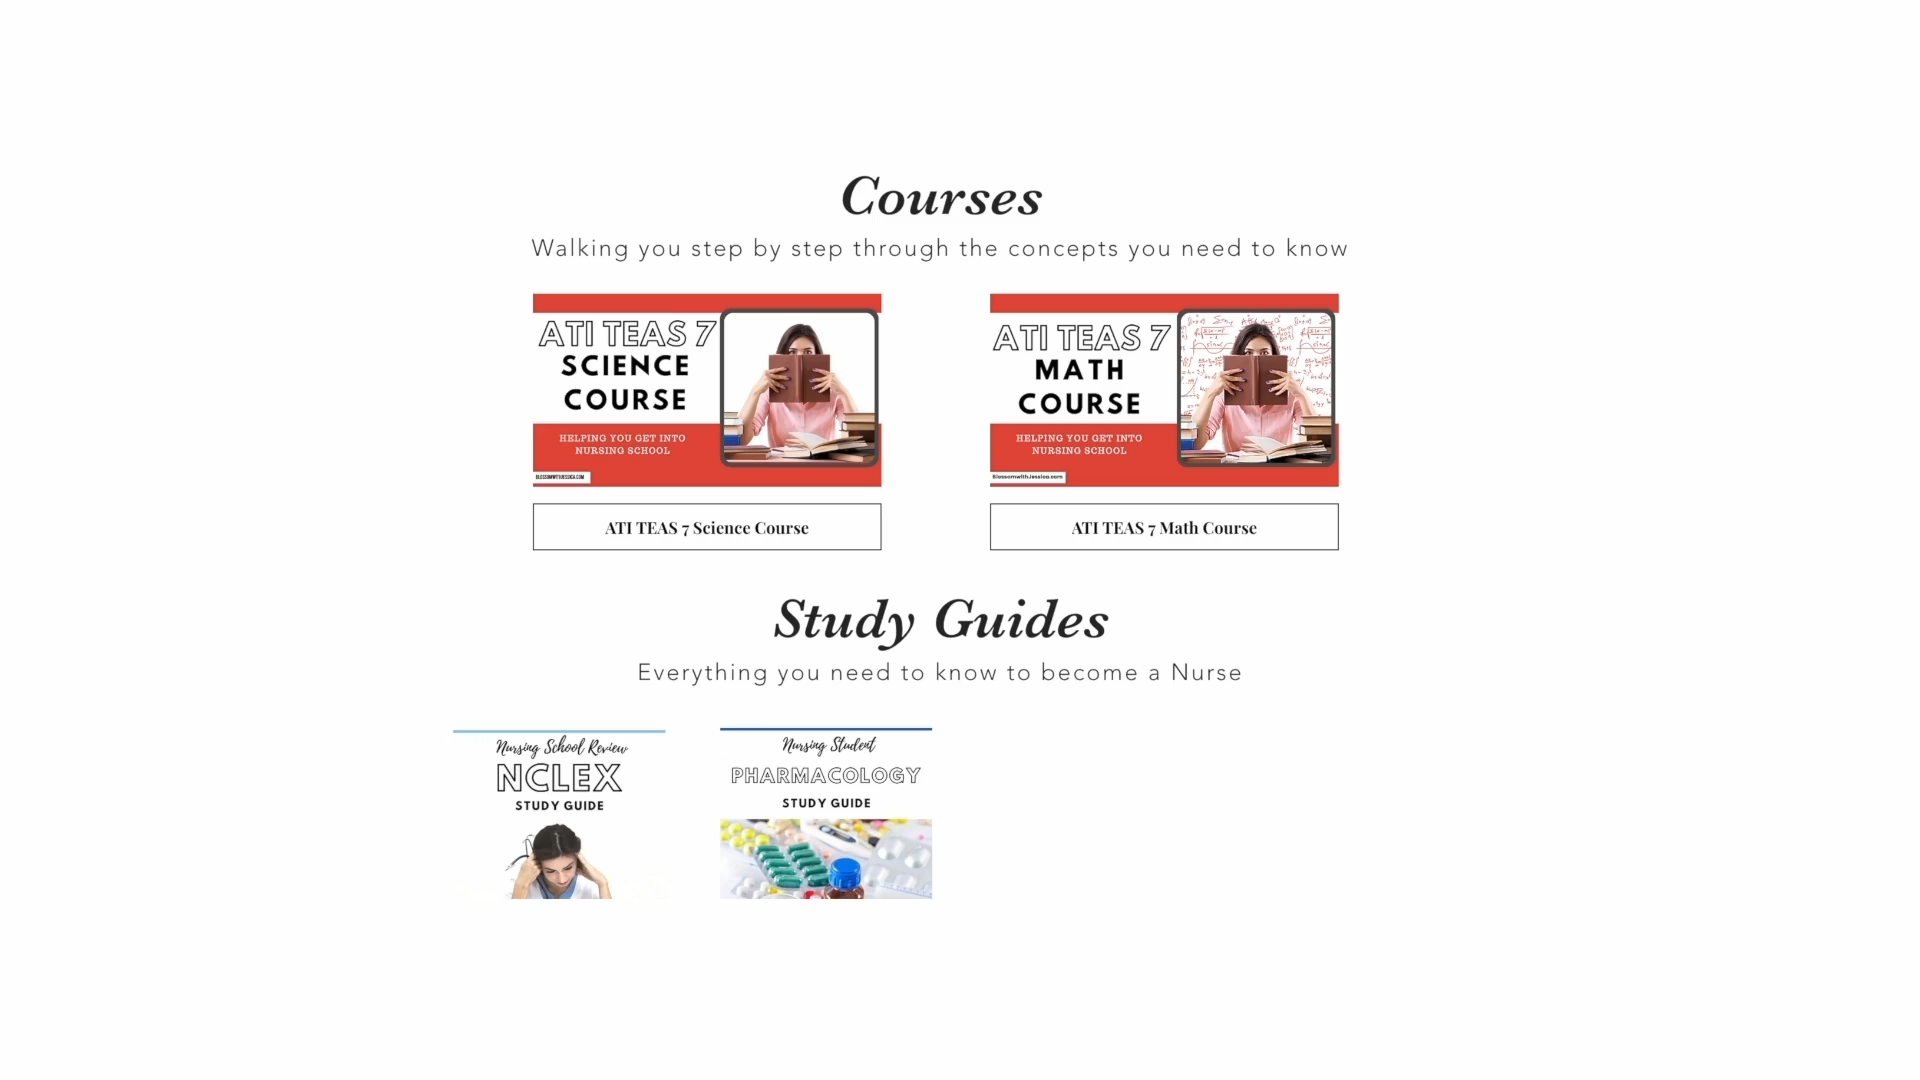 Courses
Walking you step by step through the concepts you need to know
ATI TEAS 7
SCIENCE
COURSE
HELPING YOU GET INTO
NURSING SCHOOL
BLOSSOMWITHJESSICA.COM
ATI TEAS 7
MATH
COURSE
HELPING YOU GET INTO
NURSING SCHOOL
BlossomwithJessica.com
ATI TEAS 7 Science Course
ATI TEAS 7 Math Course
Study Guides
Everything you need to know to become a Nurse
Nursing School Review
NCLEX
STUDY GUIDE
Nursing Student
PHARMACOLOGY
STUDY GUIDE